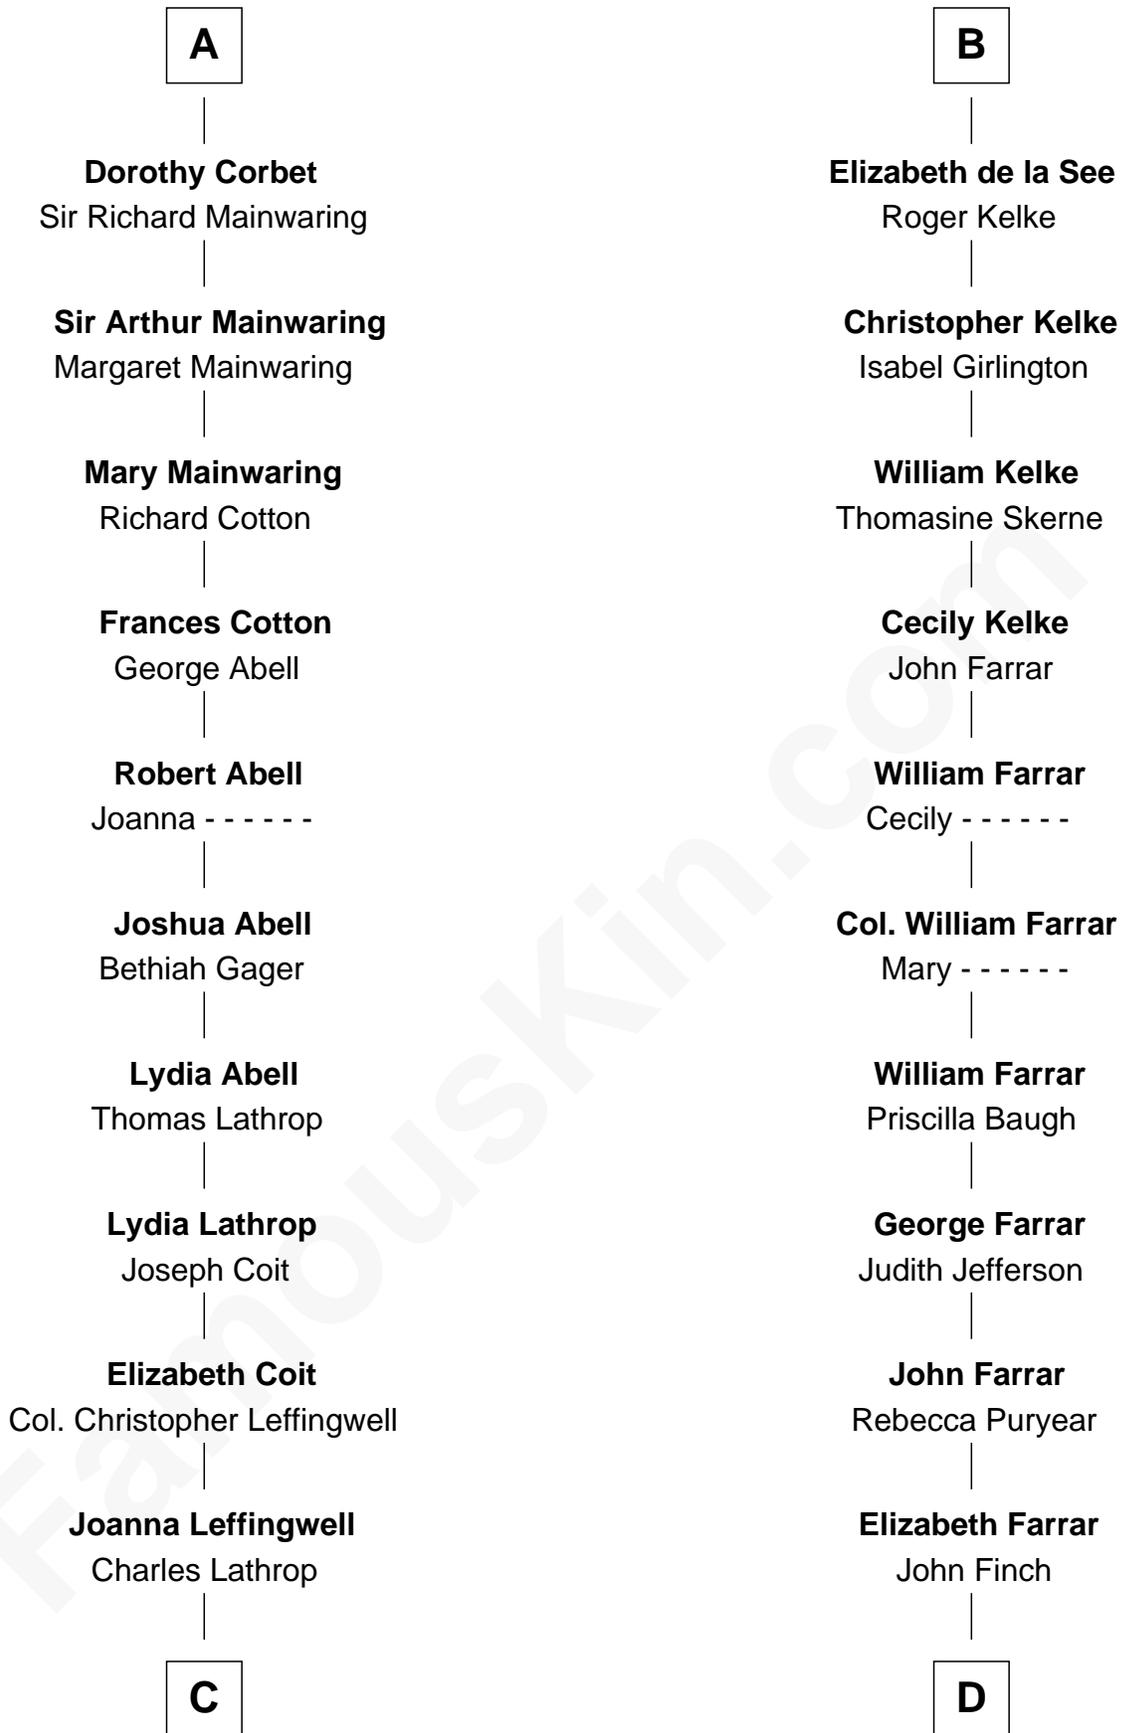 A
Dorothy Corbet
Sir Richard Mainwaring
Sir Arthur Mainwaring
Margaret Mainwaring
Mary Mainwaring
Richard Cotton
Frances Cotton
George Abell
Robert Abell
Joanna - - - - - -
Joshua Abell
Bethiah Gager
Lydia Abell
Thomas Lathrop
Lydia Lathrop
Joseph Coit
Elizabeth Coit
Col. Christopher Leffingwell
Joanna Leffingwell
Charles Lathrop
C
B
Elizabeth de la See
Roger Kelke
Christopher Kelke
Isabel Girlington
William Kelke
Thomasine Skerne
Cecily Kelke
John Farrar
William Farrar
Cecily - - - - - -
Col. William Farrar
Mary - - - - - -
William Farrar
Priscilla Baugh
George Farrar
Judith Jefferson
John Farrar
Rebecca Puryear
Elizabeth Farrar
John Finch
D
FamousKin.com